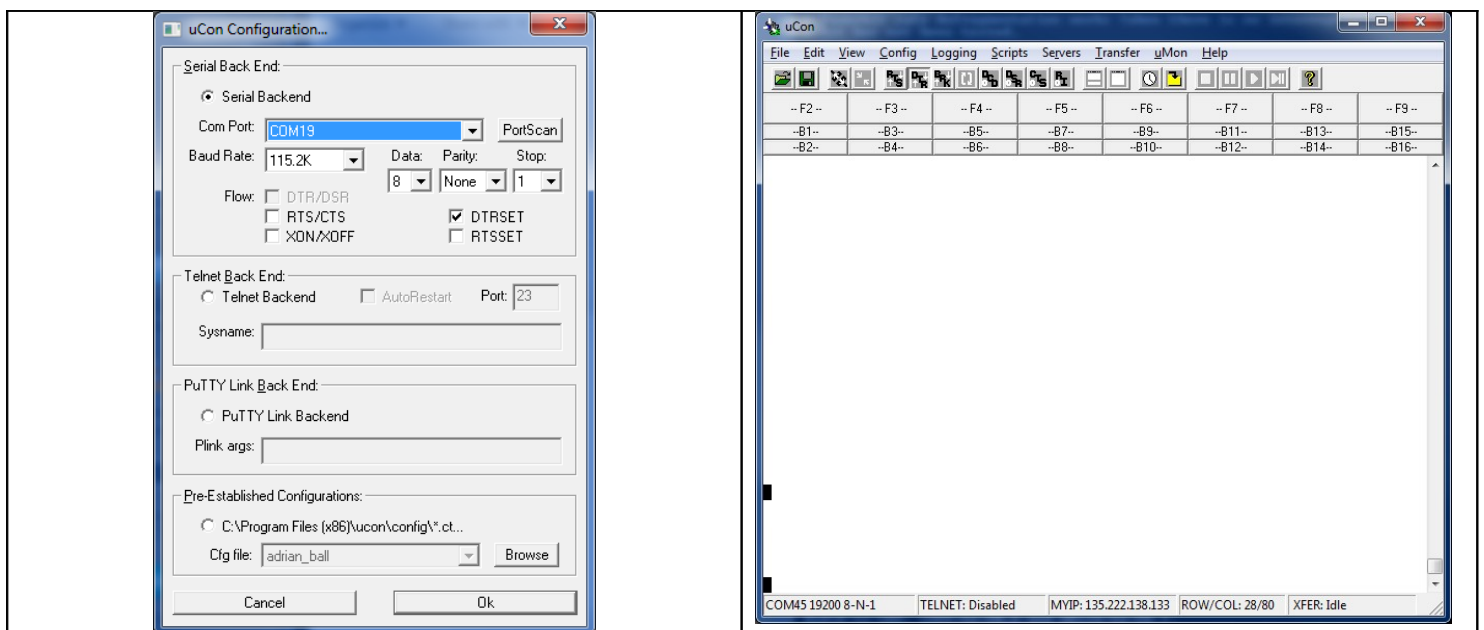 uCon Configuration...
Serial Back End:
Serial Backend
Com Port: COM19 PortScan
Baud Rate: 115.2K Data: 8 Parity: None Stop: 1
Flow: DTR/DSR
RTS/CTS DTRSET
XON/XOFF RTSSET
Telnet Back End:
Telnet Backend AutoRestart Port: 23
Sysname:
PuTTY Link Back End:
PuTTY Link Backend
Plink args:
Pre-Established Configurations:
C:\Program Files (x86)\ucon\config\*.ct...
Cfg file: adrian_ball Browse
Cancel Ok
uCon
File Edit View Config Logging Scripts Servers Transfer uMon Help
-- F2 -- -- F3 -- -- F4 -- -- F5 -- -- F6 -- -- F7 -- -- F8 -- -- F9 --
--B1-- --B3-- --B5-- --B7-- --B9-- --B11-- --B13-- --B15--
--B2-- --B4-- --B6-- --B8-- --B10-- --B12-- --B14-- --B16--
COM45 19200 8-N-1 TELNET: Disabled MYIP: 135.222.138.133 ROW/COL: 28/80 XFER: Idle